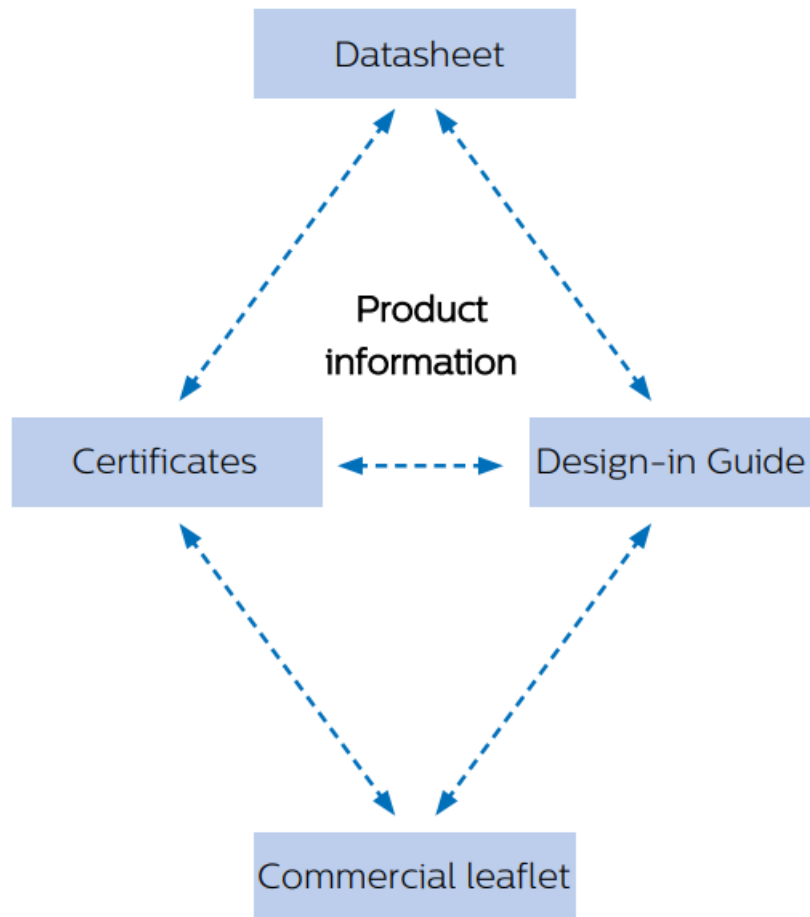 Datasheet
Product
information
Certificates
Design-in Guide
Commercial leaflet